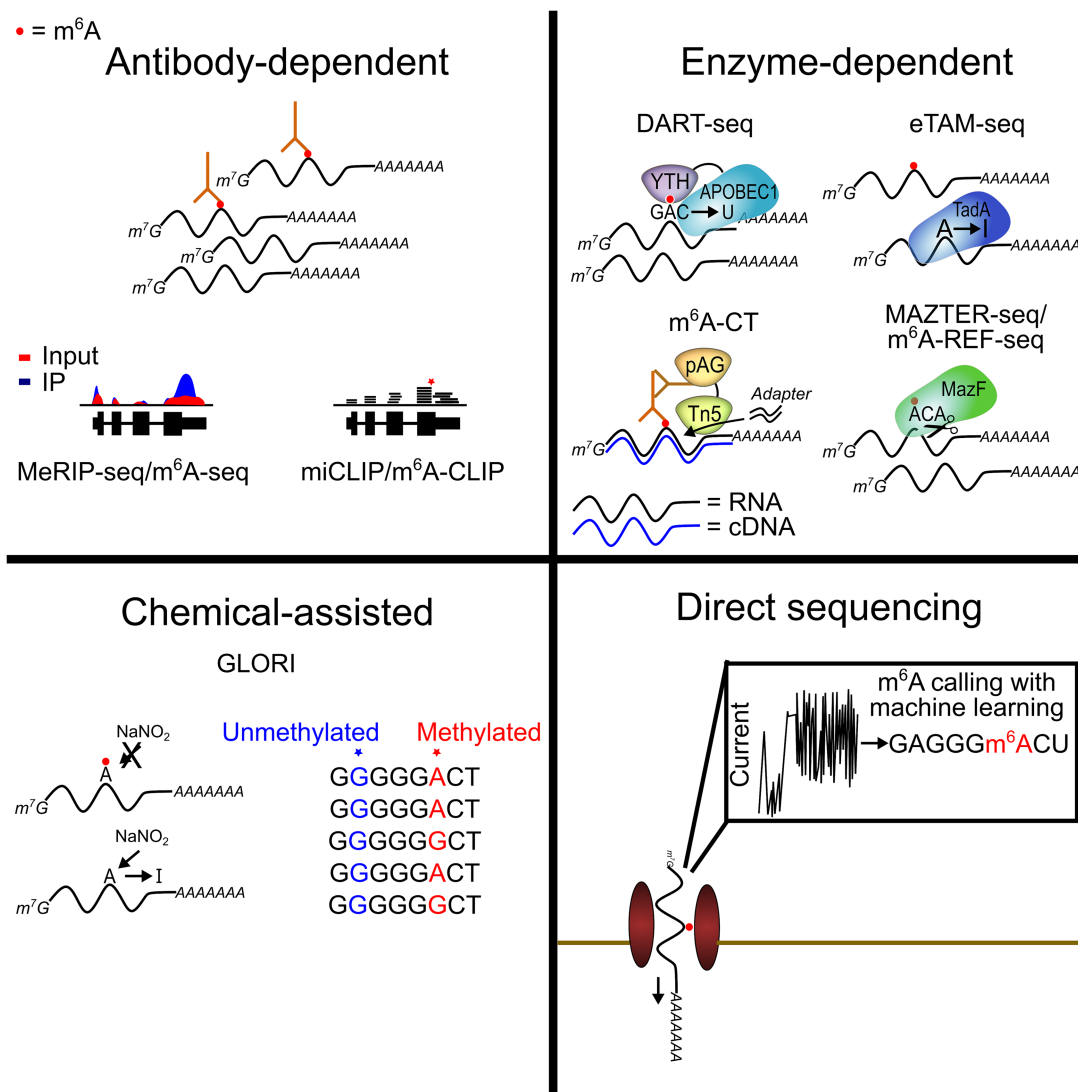 = m⁶A
Antibody-dependent
m⁷G AAAAAAA
m⁷G AAAAAAA
m⁷G AAAAAAA
m⁷G AAAAAAA
Input
IP
MeRIP-seq/m⁶A-seq
miCLIP/m⁶A-CLIP
Enzyme-dependent
DART-seq
YTH
APOBEC1
GAC U
m⁷G AAAAAAA
m⁷G AAAAAAA
eTAM-seq
m⁷G AAAAAAA
TadA
A I
m⁷G AAAAAAA
m⁶A-CT
pAG
Tn5
Adapter
m⁷G AAAAAAA
= RNA
= cDNA
MAZTER-seq/
m⁶A-REF-seq
MazF
ACA
m⁷G AAAAAAA
m⁷G AAAAAAA
Chemical-assisted
GLORI
NaNO₂
X
A
m⁷G AAAAAAA
NaNO₂
A I
m⁷G AAAAAAA
Unmethylated Methylated
GGGGGACT
GGGGGACT
GGGGGGCT
GGGGGACT
GGGGGGCT
Direct sequencing
Current
m⁶A calling with
machine learning
GAGGGm⁶ACU
m⁷G
AAAAAAA